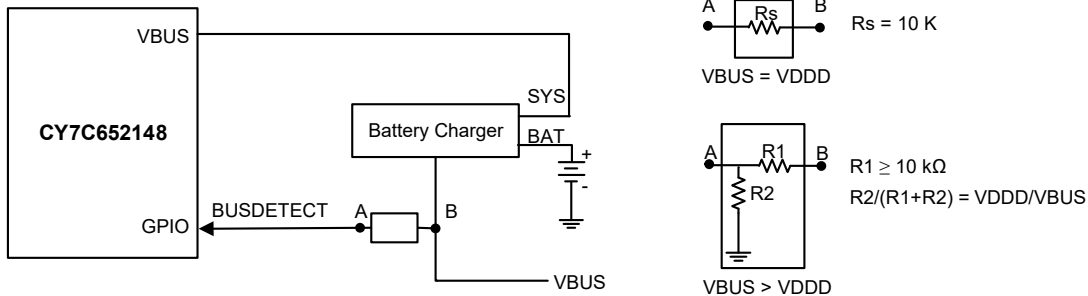 VBUS
CY7C652148
GPIO
BUSDETECT
A
B
Battery Charger
SYS
BAT
+
-
VBUS
A
Rs
B
Rs = 10 K
VBUS = VDDD
A
R1
B
R2
R1 ≥ 10 kΩ
R2/(R1+R2) = VDDD/VBUS
VBUS > VDDD